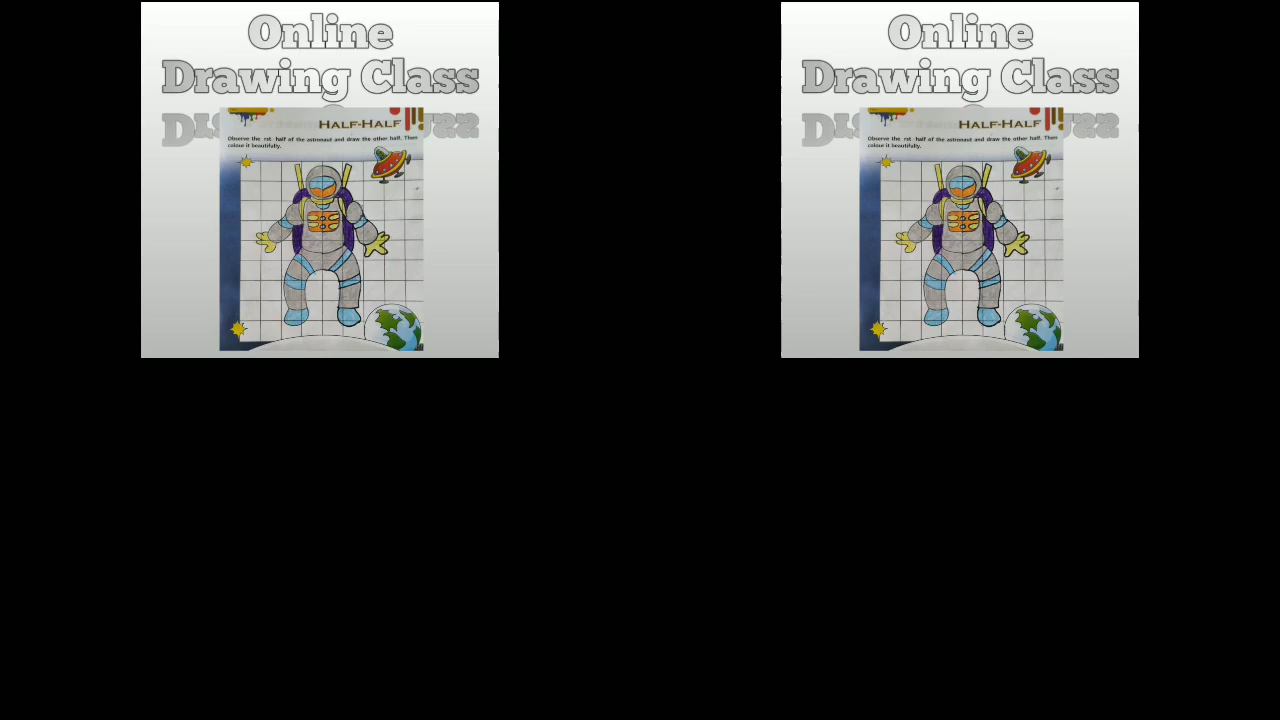 Online
Drawing Class
HALF-HALF
Observe the rst half of the astronaut and draw the other half. Then
colour it beautifully.
Online
Drawing Class
HALF-HALF
Observe the rst half of the astronaut and draw the other half. Then
colour it beautifully.